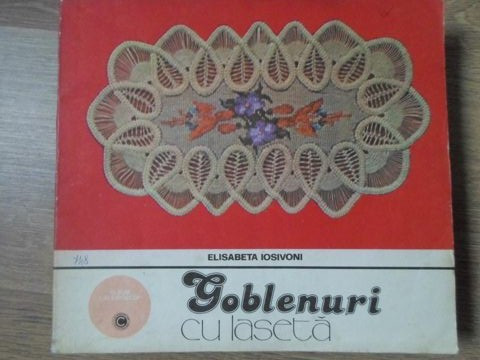 ELISABETA IOSIVONI
Goblenuri
cu lasetă
C